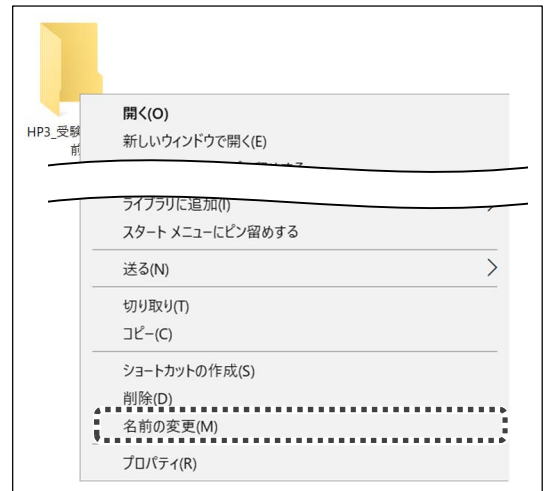 HP3_受験
前
開く(O)
新しいウィンドウで開く(E)
ライブラリに追加(I)
スタート メニューにピン留めする
送る(N)
切り取り(T)
コピー(C)
ショートカットの作成(S)
削除(D)
名前の変更(M)
プロパティ(R)